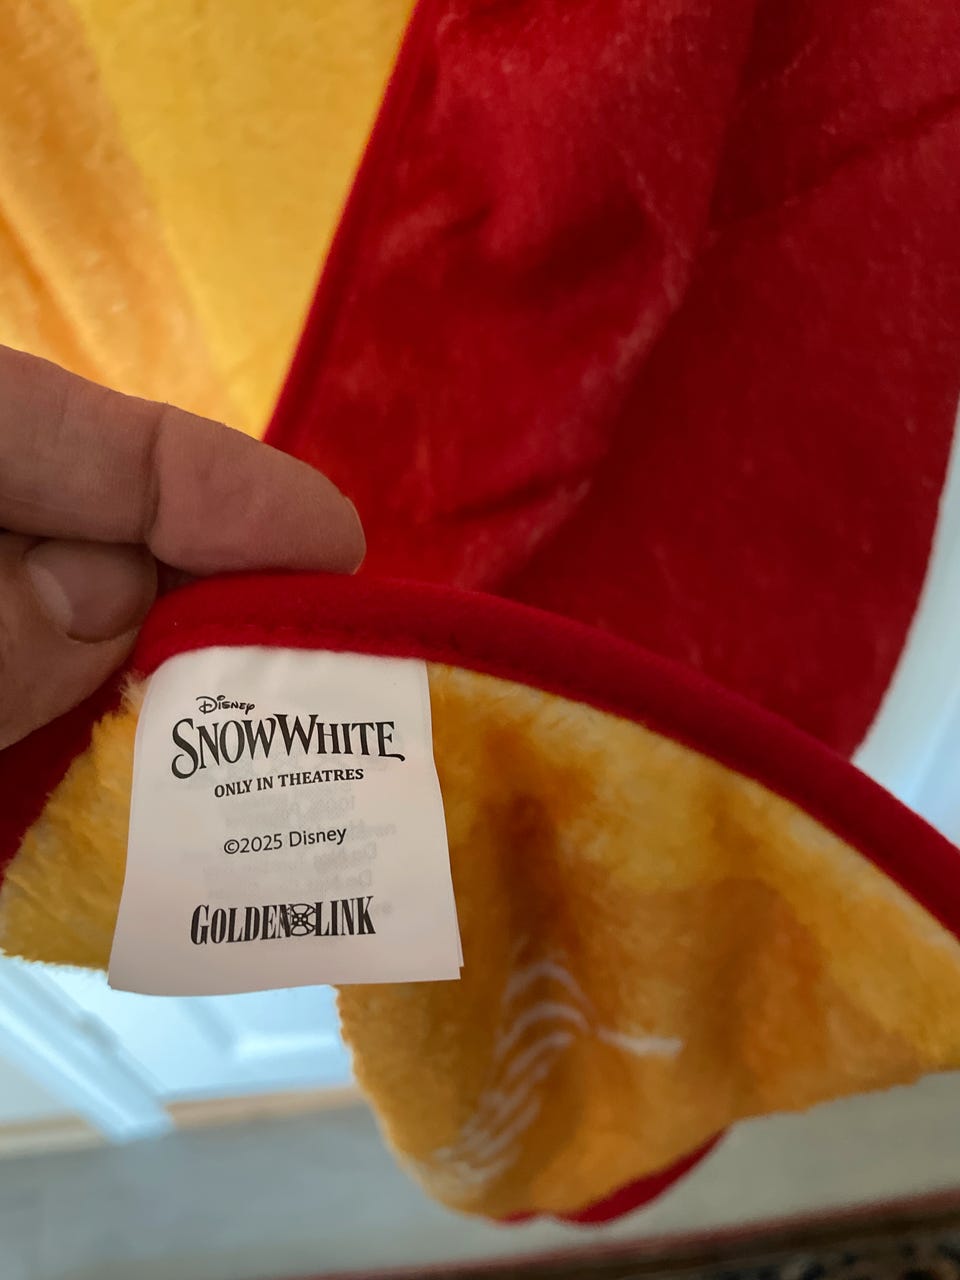 Disney
SNOW WHITE
ONLY IN THEATRES
©2025 Disney
GOLDEN LINK